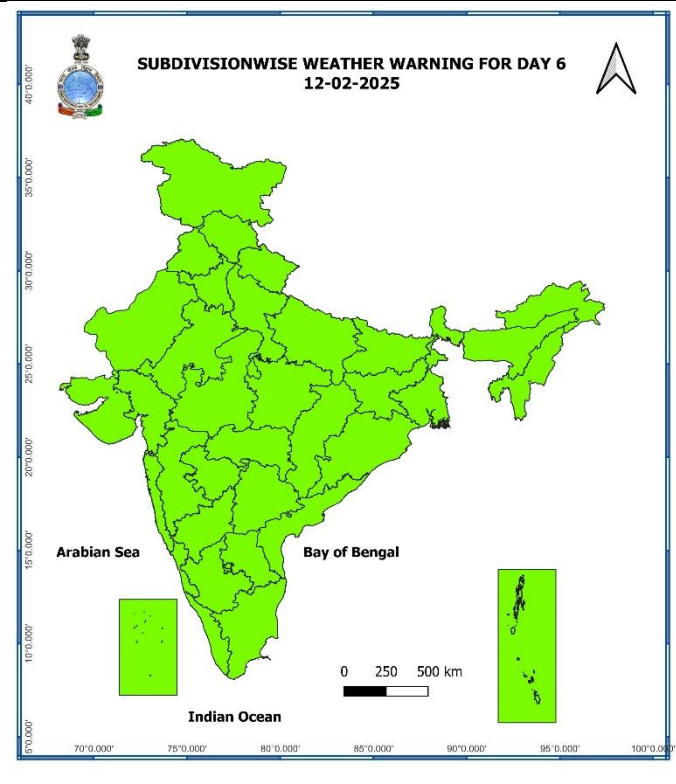 SUBDIVISIONWISE WEATHER WARNING FOR DAY 6
12-02-2025
40°0.000'
35°0.000'
30°0.000'
25°0.000'
20°0.000'
15°0.000'
10°0.000'
5°0.000'
Arabian Sea
Bay of Bengal
0 250 500 km
Indian Ocean
70°0.000' 75°0.000' 80°0.000' 85°0.000' 90°0.000' 95°0.000' 100°0.000'